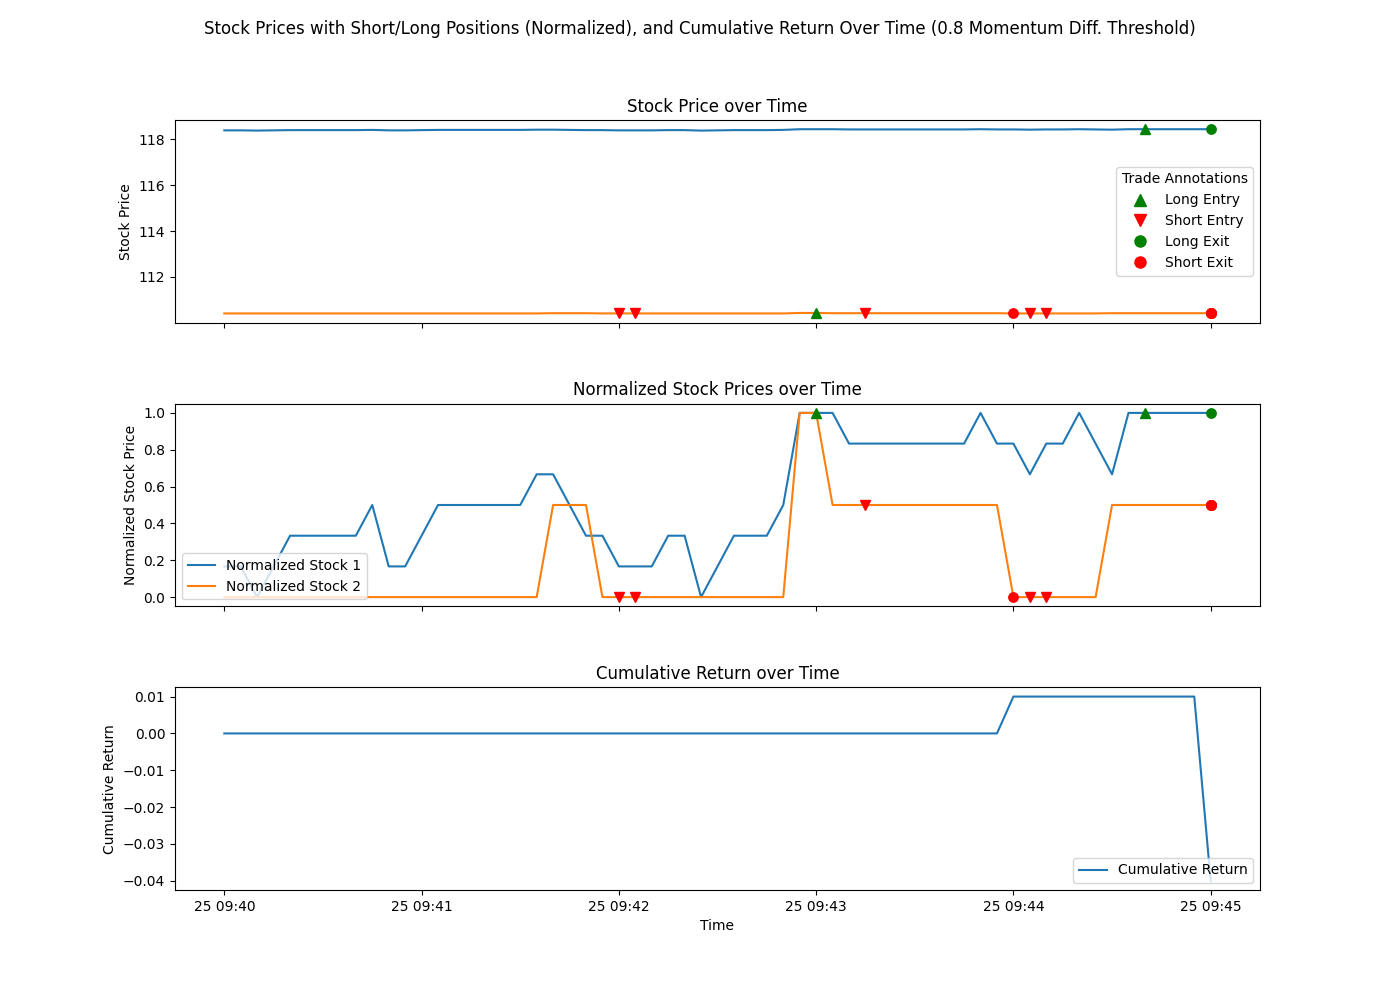 Stock Prices with Short/Long Positions (Normalized), and Cumulative Return Over Time (0.8 Momentum Diff. Threshold)
Stock Price over Time
Stock Price
118
116
114
112
Trade Annotations
Long Entry
Short Entry
Long Exit
Short Exit
Normalized Stock Prices over Time
Normalized Stock Price
1.0
0.8
0.6
0.4
0.2
0.0
Normalized Stock 1
Normalized Stock 2
Cumulative Return over Time
Cumulative Return
0.01
0.00
−0.01
−0.02
−0.03
−0.04
Cumulative Return
25 09:40
25 09:41
25 09:42
25 09:43
25 09:44
25 09:45
Time